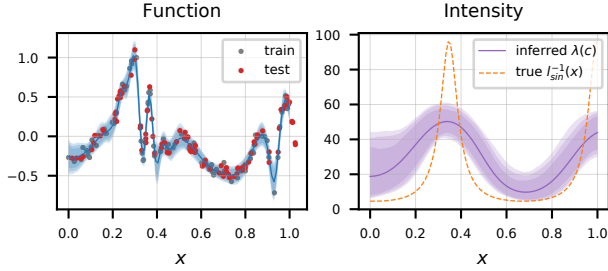 Function
1.0
0.5
0.0
−0.5
train
test
0.0 0.2 0.4 0.6 0.8 1.0
x
Intensity
100
80
60
40
20
0
inferred λ(c)
true l_sin^−1(x)
0.0 0.2 0.4 0.6 0.8 1.0
x